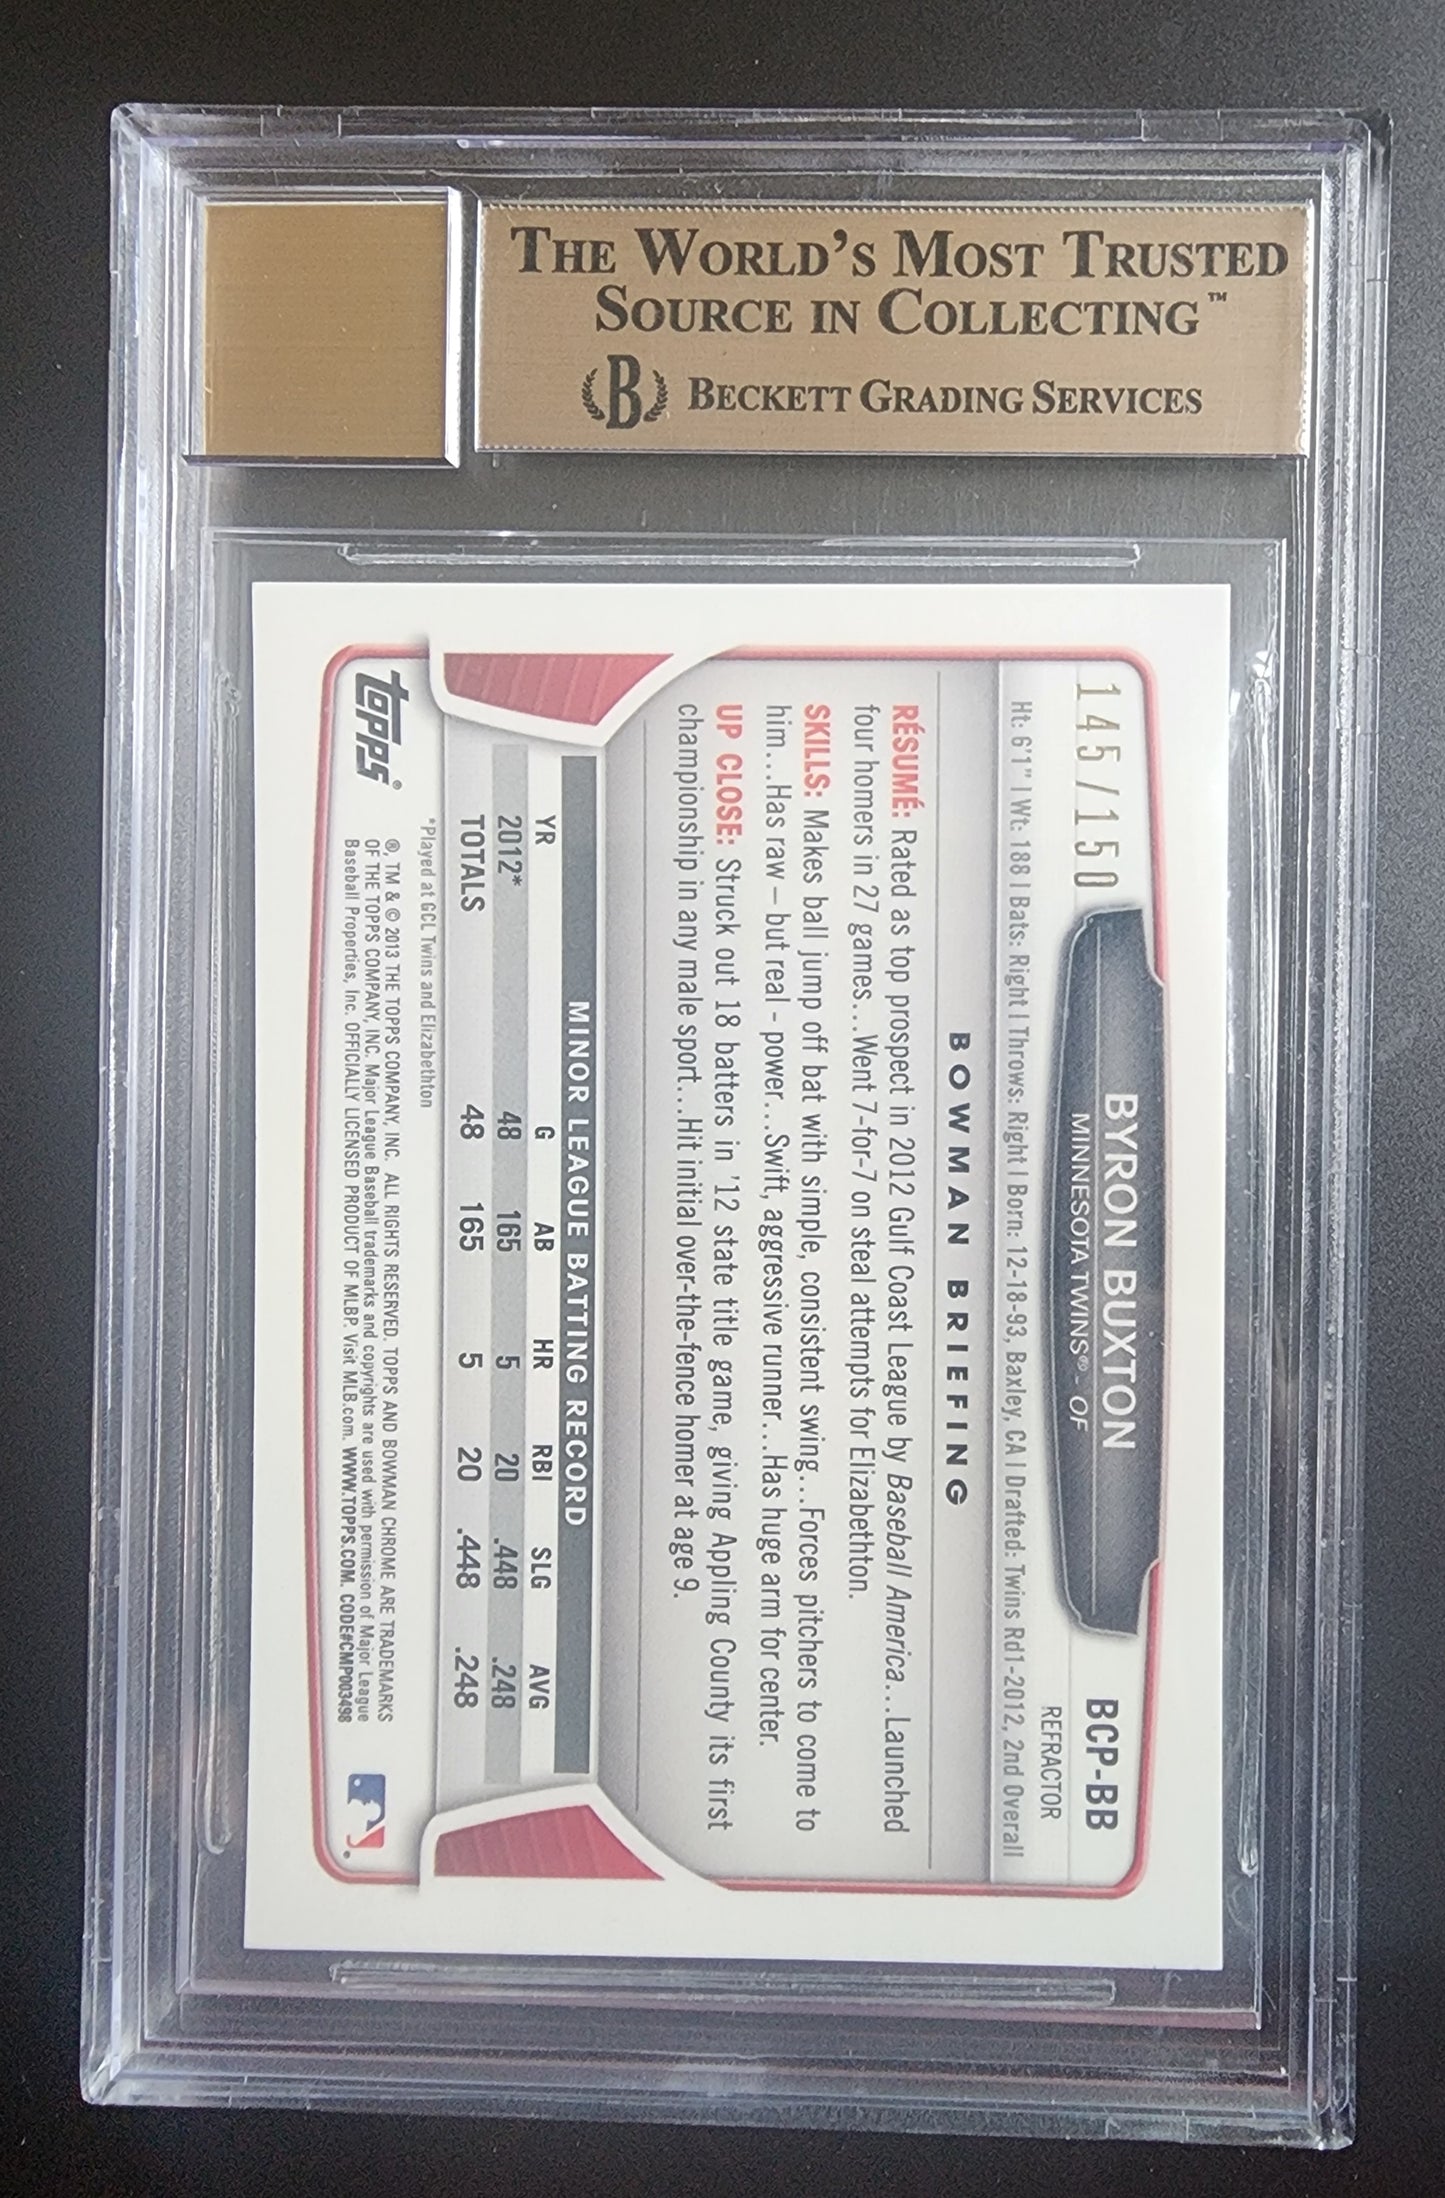 THE WORLD'S MOST TRUSTED
SOURCE IN COLLECTING™
B BECKETT GRADING SERVICES
145/150
BYRON BUXTON
MINNESOTA TWINS® - OF
BCP-BB
REFRACTOR
Ht: 6'1" | Wt: 188 | Bats: Right | Throws: Right | Born: 12-18-93, Baxley, CA | Drafted: Twins Rd1-2012, 2nd Overall
BOWMAN BRIEFING
RÉSUMÉ: Rated as top prospect in 2012 Gulf Coast League by Baseball America...Launched
four homers in 27 games...Went 7-for-7 on steal attempts for Elizabethton.
SKILLS: Makes ball jump off bat with simple, consistent swing...Forces pitchers to come to
him...Has raw – but real - power...Swift, aggressive runner...Has huge arm for center.
UP CLOSE: Struck out 18 batters in '12 state title game, giving Appling County its first
championship in any male sport...Hit initial over-the-fence homer at age 9.
MINOR LEAGUE BATTING RECORD
YR G AB HR RBI SLG AVG
2012* 48 165 5 20 .448 .248
TOTALS 48 165 5 20 .448 .248
*Played at GCL Twins and Elizabethton
topps®
®, TM & © 2013 THE TOPPS COMPANY, INC. ALL RIGHTS RESERVED. TOPPS AND BOWMAN CHROME ARE TRADEMARKS
OF THE TOPPS COMPANY, INC. Major League Baseball trademarks and copyrights are used with permission of Major League
Baseball Properties, Inc. OFFICIALLY LICENSED PRODUCT OF MLBP. Visit MLB.com. WWW.TOPPS.COM. CODE#CMP003498